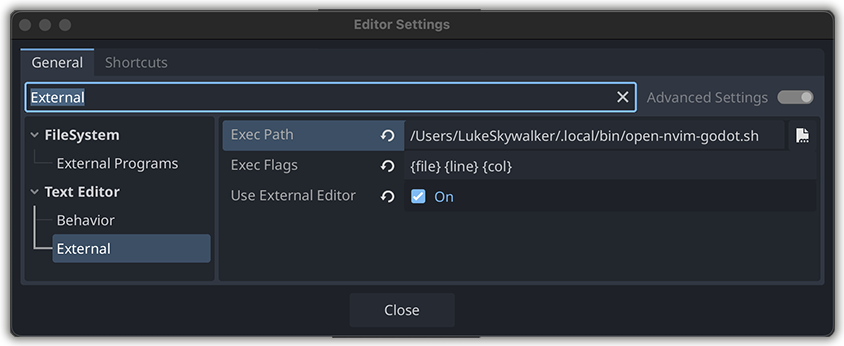 Editor Settings
General Shortcuts
External Advanced Settings
FileSystem
External Programs
Text Editor
Behavior
External
Exec Path /Users/LukeSkywalker/.local/bin/open-nvim-godot.sh
Exec Flags {file} {line} {col}
Use External Editor On
Close